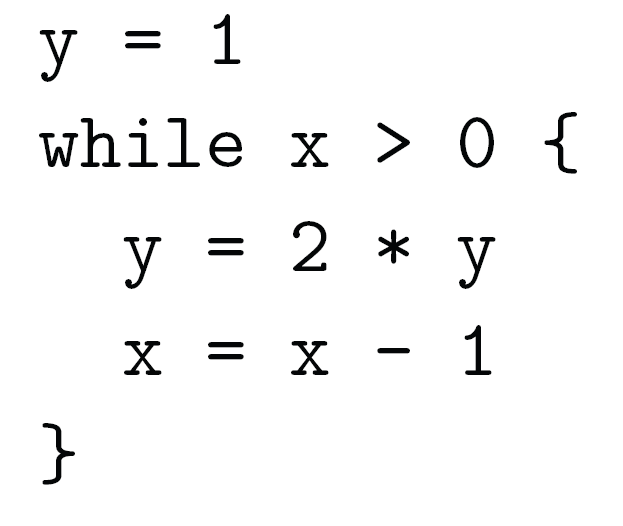 y = 1
while x > 0 {
  y = 2 * y
  x = x - 1
}